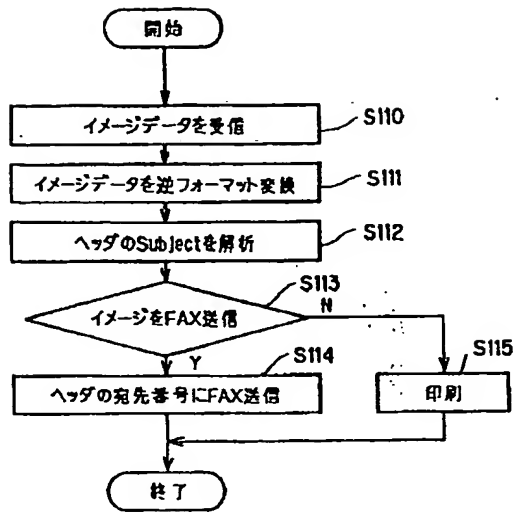 開始
イメージデータを受信
S110
イメージデータを逆フォーマット変換
S111
ヘッダのSubjectを解析
S112
S113
イメージをFAX送信
N
Y
S114
S115
ヘッダの宛先番号にFAX送信
印刷
終了